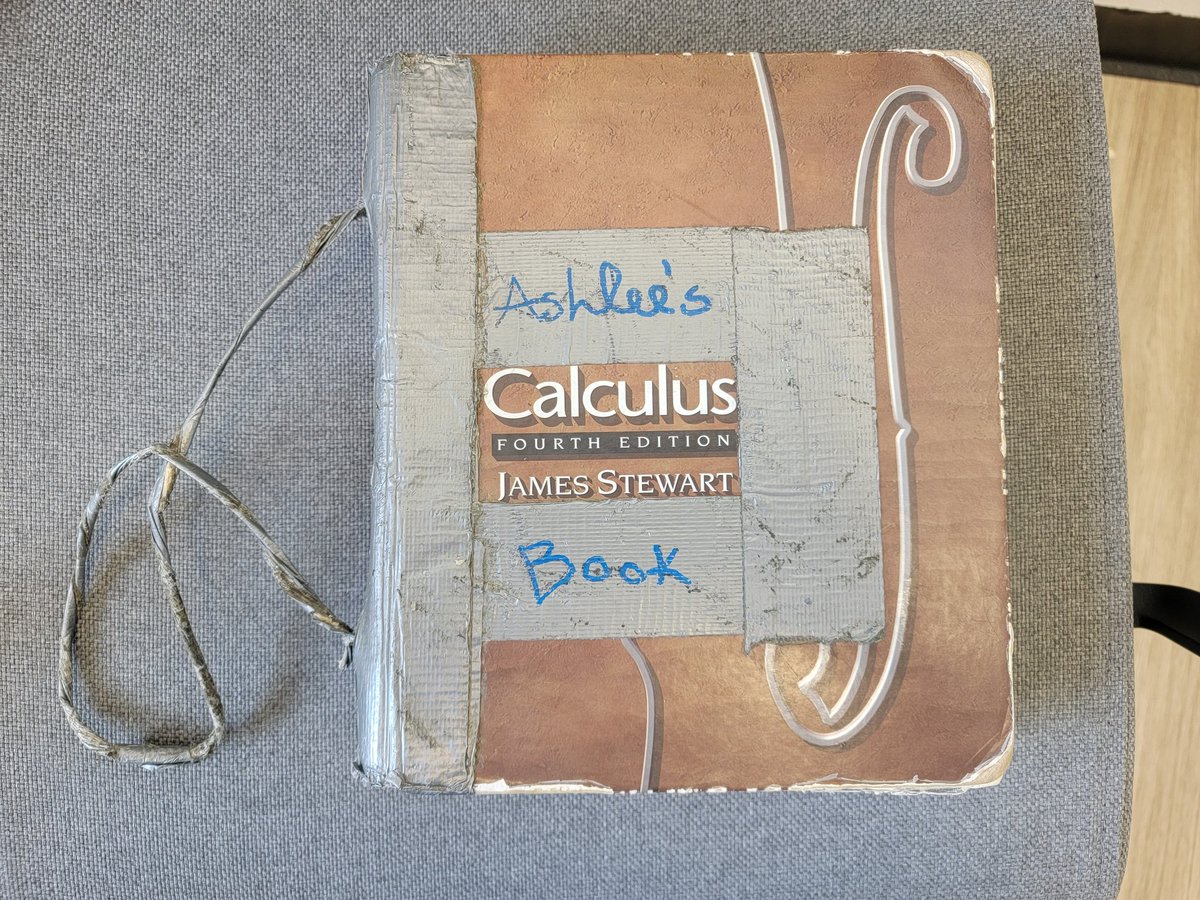 Ashlee's
Calculus
FOURTH EDITION
JAMES STEWART
Book